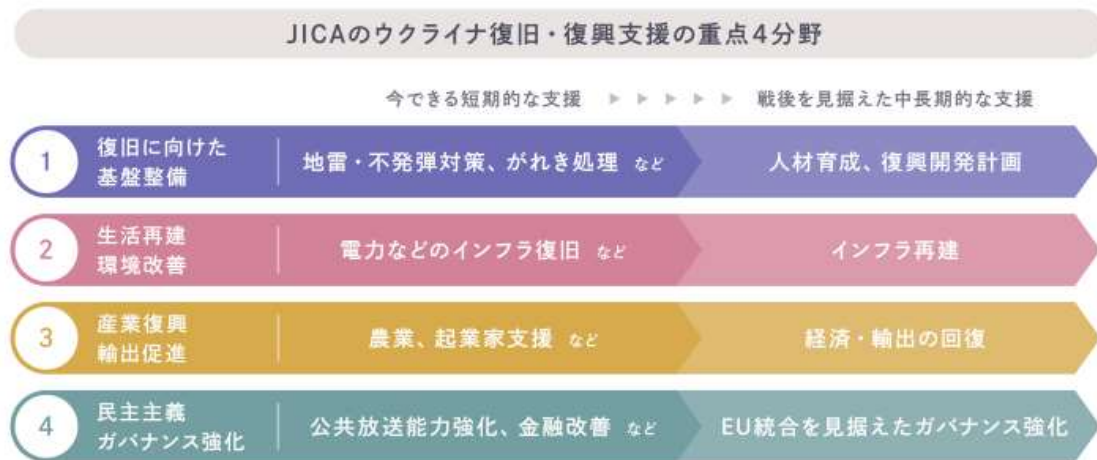 JICAのウクライナ復旧・復興支援の重点4分野
今できる短期的な支援 ▶ ▶ ▶ ▶ ▶ 戦後を見据えた中長期的な支援
1
復旧に向けた
基盤整備
地雷・不発弾対策、がれき処理 など
人材育成、復興開発計画
2
生活再建
環境改善
電力などのインフラ復旧 など
インフラ再建
3
産業復興
輸出促進
農業、起業家支援 など
経済・輸出の回復
4
民主主義
ガバナンス強化
公共放送能力強化、金融改善 など
EU統合を見据えたガバナンス強化